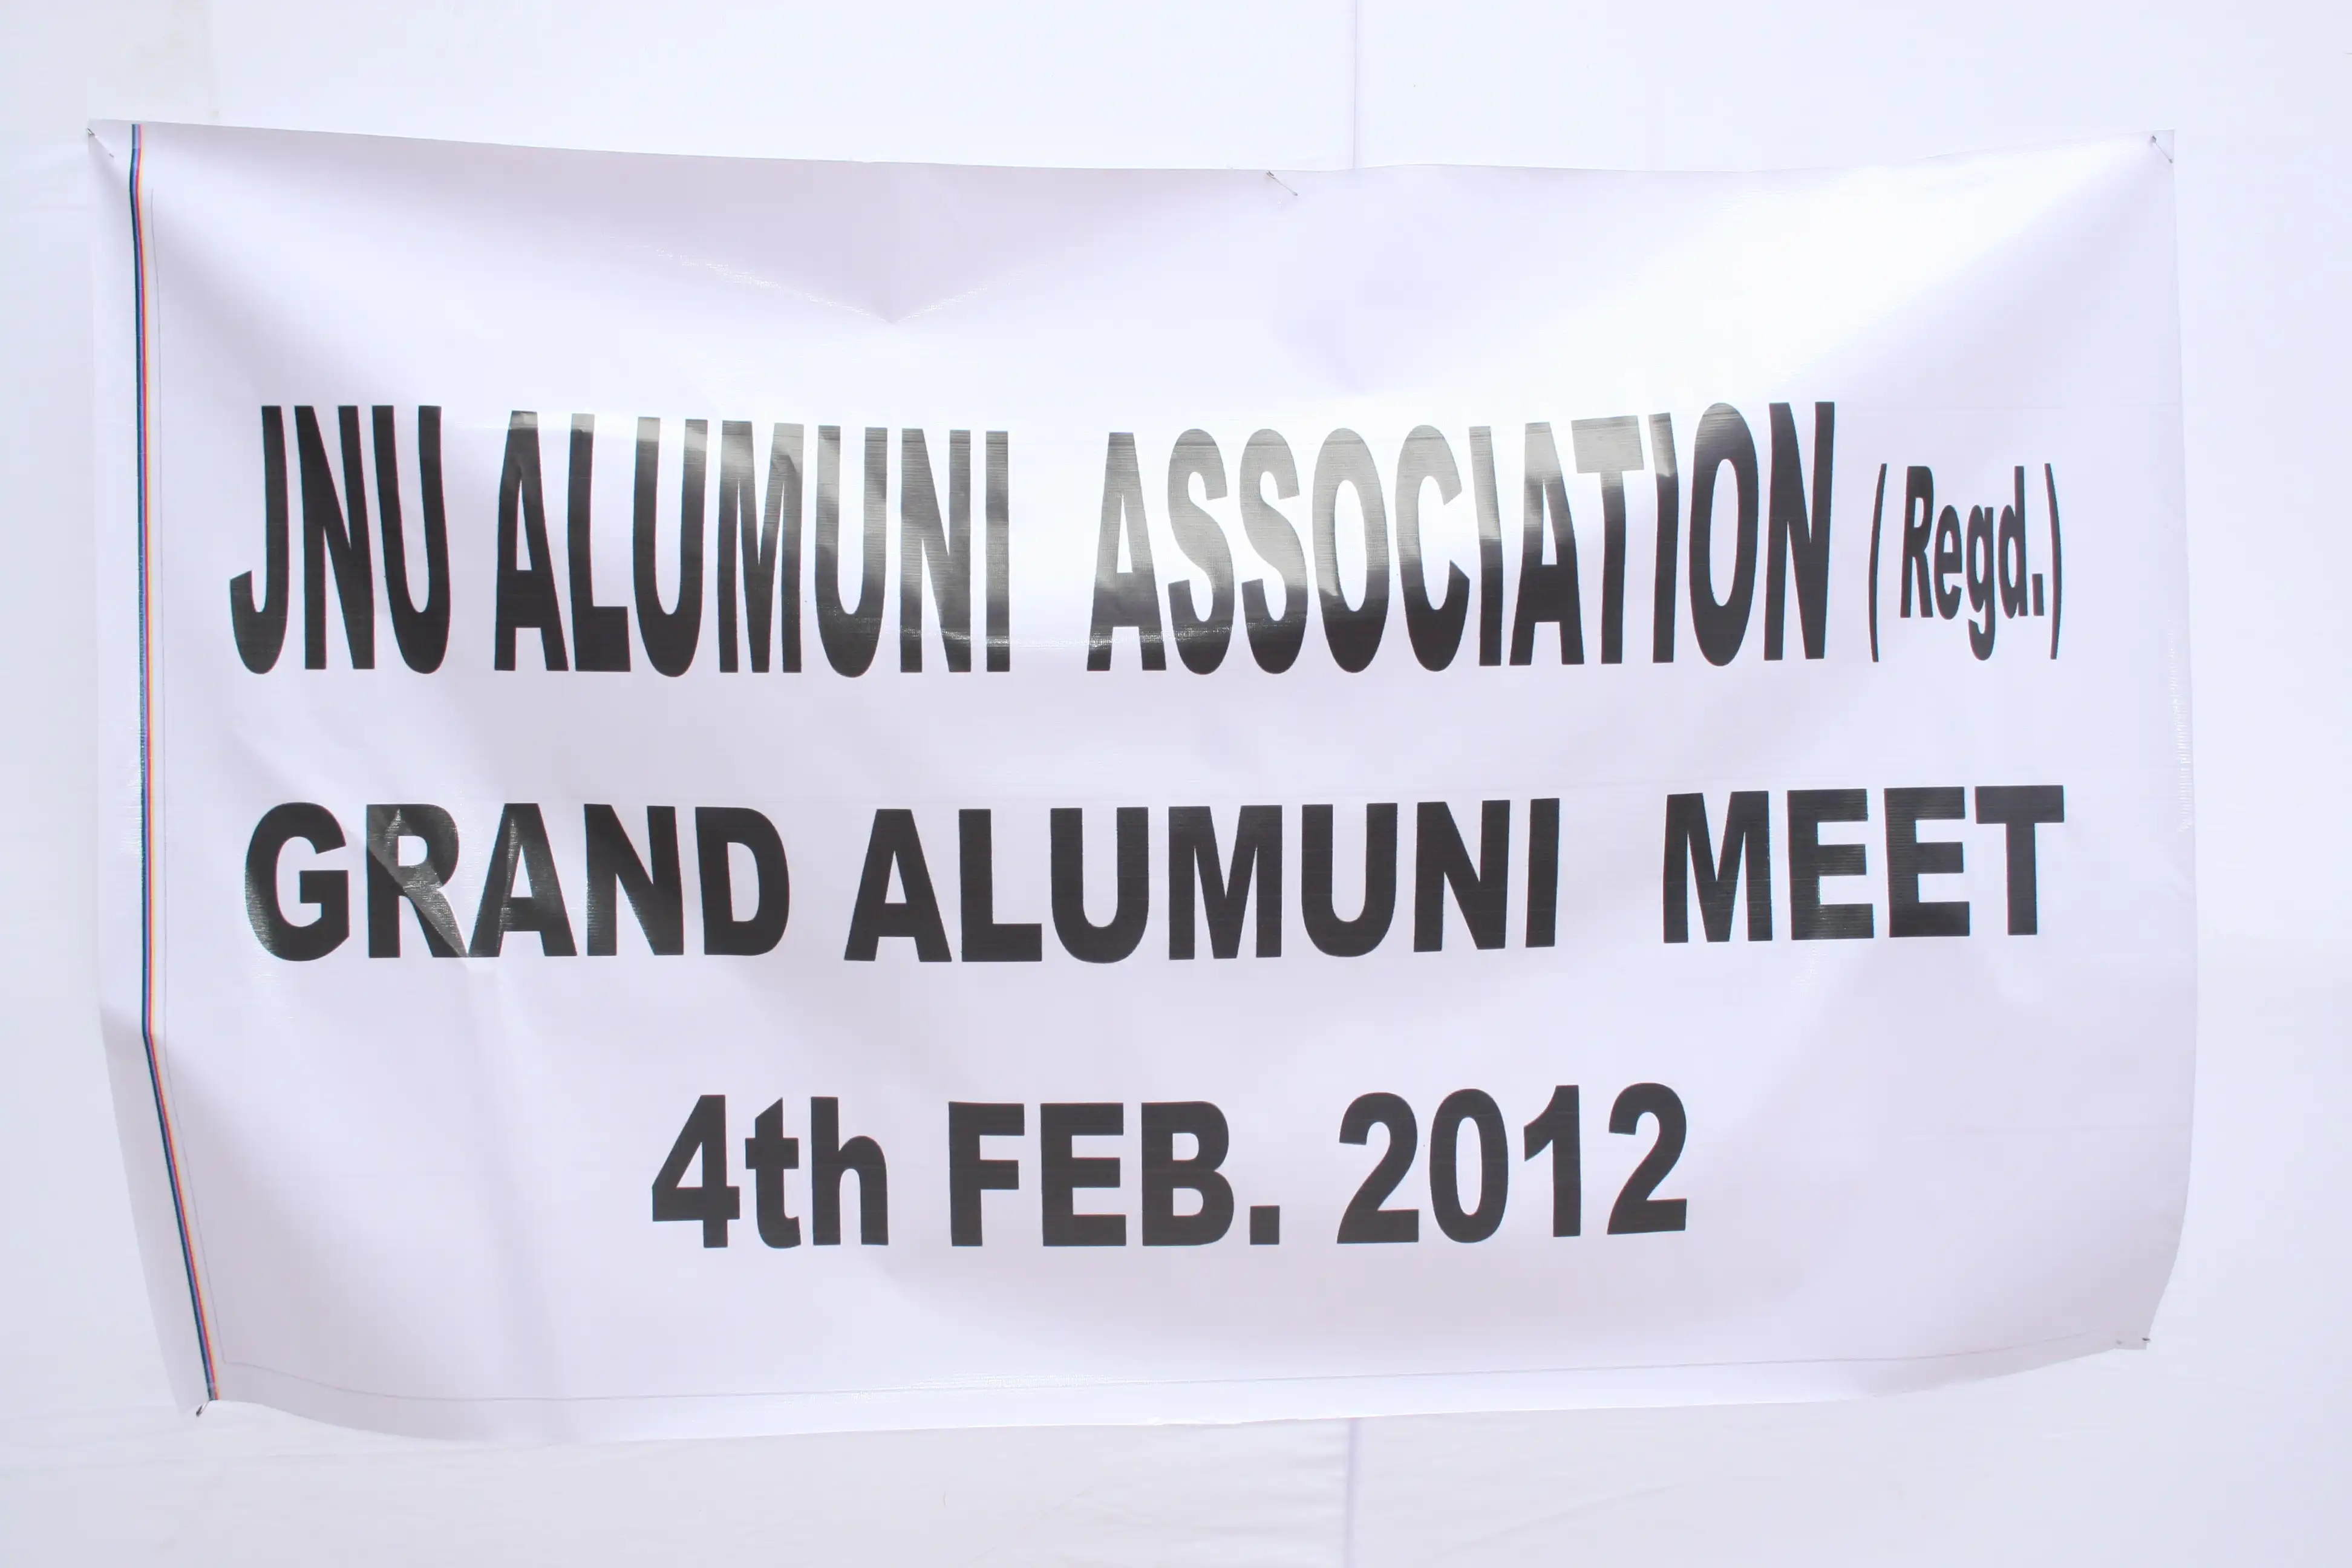 JNU ALUMUNI ASSOCIATION (Regd.)
GRAND ALUMUNI MEET
4th FEB. 2012